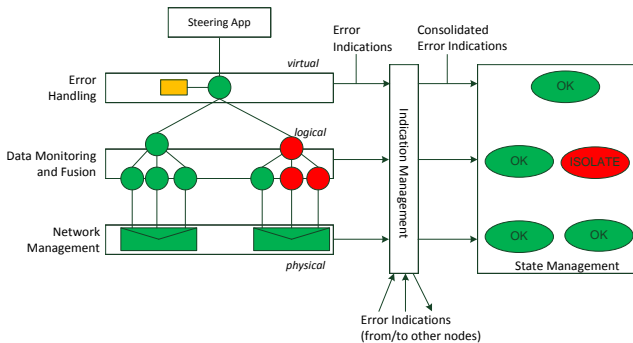 Steering App
virtual
Error
Indications
Consolidated
Error Indications
Error
Handling
OK
logical
Data Monitoring
and Fusion
Indication Management
OK
ISOLATE
Network
Management
OK
OK
physical
State Management
Error Indications
(from/to other nodes)